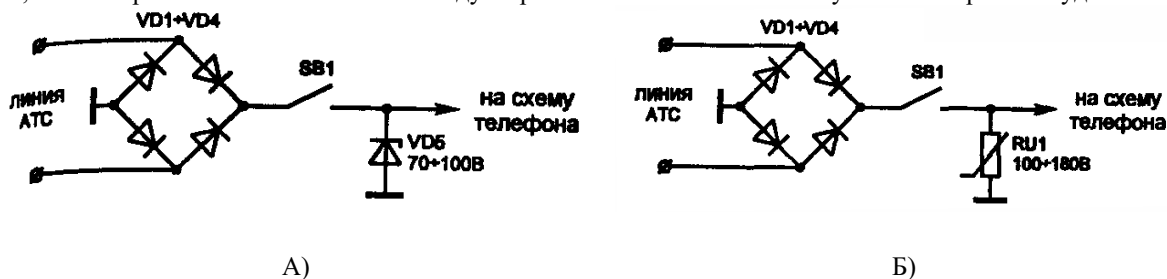 VD1÷VD4
SB1
ЛИНИЯ
АТС
на схему
телефона
VD5
70÷100В
А)
VD1÷VD4
SB1
ЛИНИЯ
АТС
на схему
телефона
RU1
100÷180В
Б)